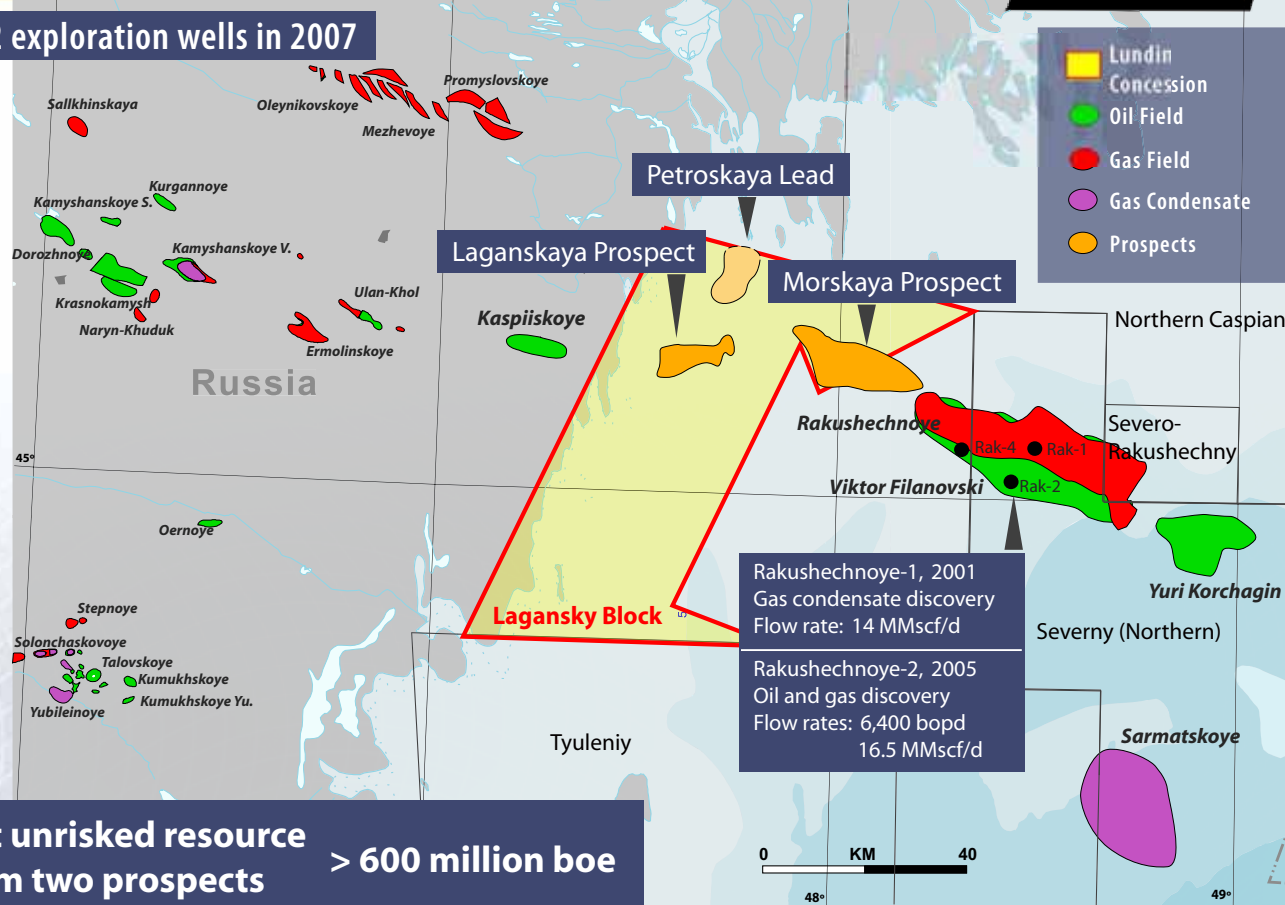 exploration wells in 2007
Lundin
Concession
Oil Field
Gas Field
Gas Condensate
Prospects
Sallkhinskaya
Oleynikovskoye
Promyslovskoye
Mezhevoye
Petroskaya Lead
Kurgannoye
Kamyshanskoye S.
Dorozhnoye
Kamyshanskoye V.
Laganskaya Prospect
Morskaya Prospect
Krasnokamysh
Naryn-Khuduk
Ulan-Khol
Ermolinskoye
Kaspiiskoye
Northern Caspian
Russia
Rakushechnoye
Severo-
Rakushechny
Rak-4
Rak-1
Rak-2
45º
Viktor Filanovski
Oernoye
Yuri Korchagin
Rakushechnoye-1, 2001
Gas condensate discovery
Flow rate: 14 MMscf/d
Rakushechnoye-2, 2005
Oil and gas discovery
Flow rates: 6,400 bopd
16.5 MMscf/d
Stepnoye
Solonchaskovoye
Talovskoye
Kumukhskoye
Kumukhskoye Yu.
Yubileinoye
Lagansky Block
5
Severny (Northern)
Tyuleniy
Sarmatskoye
unrisked resource
two prospects
> 600 million boe
0 KM 40
48º
49º